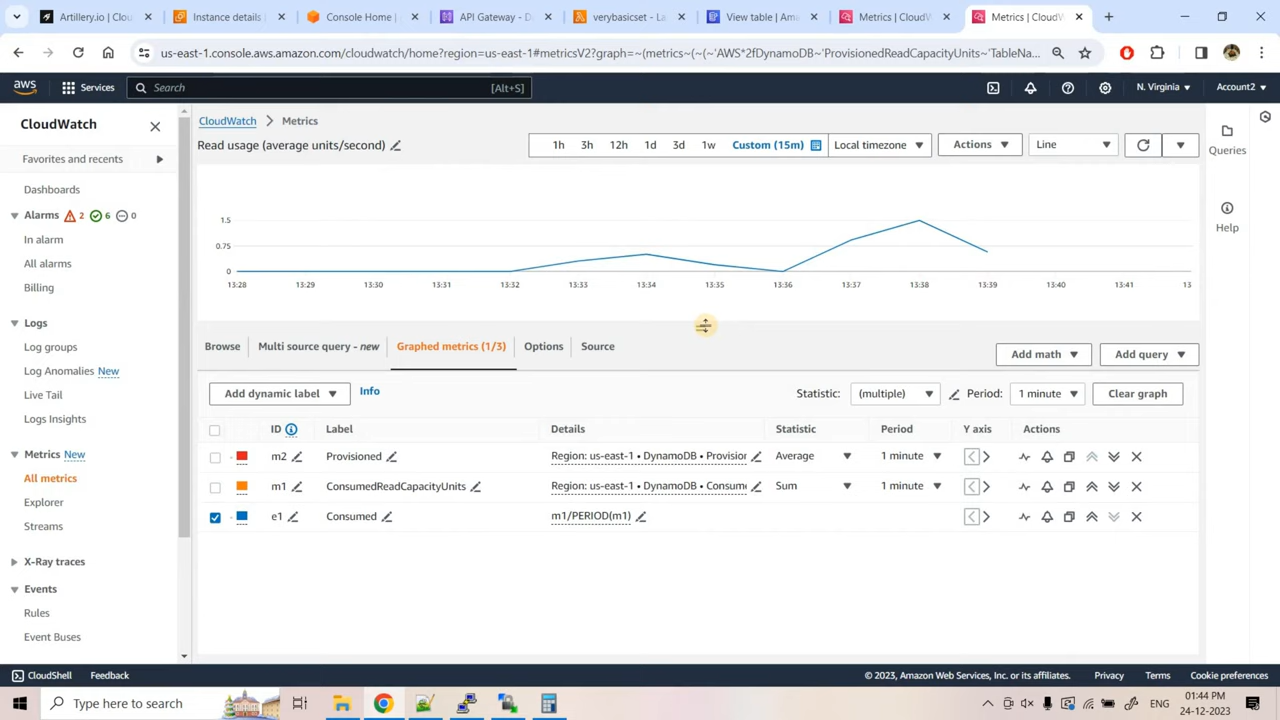 Artillery.io | Clou
Instance details |
Console Home |
API Gateway - De
verybasicset - La
View table | Ama
Metrics | CloudW
Metrics | CloudW
us-east-1.console.aws.amazon.com/cloudwatch/home?region=us-east-1#metricsV2?graph=~(metrics~(~(~'AWS*2fDynamoDB~'ProvisionedReadCapacityUnits~'TableNa...
aws
Services
Search
[Alt+S]
N. Virginia
Account2
CloudWatch
Favorites and recents
Dashboards
Alarms 2 6 0
In alarm
All alarms
Billing
Logs
Log groups
Log Anomalies New
Live Tail
Logs Insights
Metrics New
All metrics
Explorer
Streams
X-Ray traces
Events
Rules
Event Buses
CloudWatch > Metrics
Read usage (average units/second)
1h 3h 12h 1d 3d 1w Custom (15m) Local timezone
Actions
Line
Queries
Help
1.5
0.75
0
13:28 13:29 13:30 13:31 13:32 13:33 13:34 13:35 13:36 13:37 13:38 13:39 13:40 13:41 13
Browse Multi source query - new Graphed metrics (1/3) Options Source
Add math
Add query
Add dynamic label Info
Statistic: (multiple) Period: 1 minute Clear graph
ID Label Details Statistic Period Y axis Actions
m2 Provisioned Region: us-east-1 • DynamoDB • Provision Average 1 minute
m1 ConsumedReadCapacityUnits Region: us-east-1 • DynamoDB • Consume Sum 1 minute
e1 Consumed m1/PERIOD(m1)
CloudShell Feedback
© 2023, Amazon Web Services, Inc. or its affiliates. Privacy Terms Cookie preferences
Type here to search
ENG
01:44 PM
24-12-2023